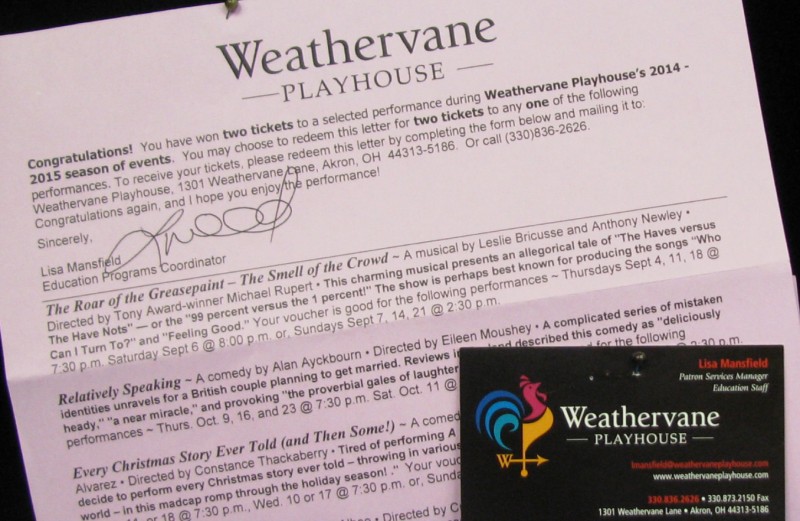 Weathervane
PLAYHOUSE
Congratulations! You have won two tickets to a selected performance during Weathervane Playhouse's 2014 -
2015 season of events. You may choose to redeem this letter for two tickets to any one of the following
performances. To receive your tickets, please redeem this letter by completing the form below and mailing it to:
Weathervane Playhouse, 1301 Weathervane Lane, Akron, OH 44313-5186. Or call (330)836-2626.
Congratulations again, and I hope you enjoy the performance!
Sincerely,
Lisa Mansfield
Education Programs Coordinator
The Roar of the Greasepaint – The Smell of the Crowd ~ A musical by Leslie Bricusse and Anthony Newley •
Directed by Tony Award-winner Michael Rupert • This charming musical presents an allegorical tale of "The Haves versus
The Have Nots" — or the "99 percent versus the 1 percent!" The show is perhaps best known for producing the songs "Who
Can I Turn To?" and "Feeling Good." Your voucher is good for the following performances ~ Thursdays Sept 4, 11, 18 @
7:30 p.m. Saturday Sept 6 @ 8:00 p.m. or, Sundays Sept 7, 14, 21 @ 2:30 p.m.
Relatively Speaking ~ A comedy by Alan Ayckbourn • Directed by Eileen Moushey • A complicated series of mistaken
identities unravels for a British couple planning to get married. Reviews in described this comedy as "deliciously
heady," "a near miracle," and provoking "the proverbial gales of laughter for the following
performances ~ Thurs. Oct. 9, 16, and 23 @ 7:30 p.m. Sat. Oct. 11 @ 2:30 p.m.
Every Christmas Story Ever Told (and Then Some!) ~ A comed
Alvarez • Directed by Constance Thackaberry • Tired of performing A
decide to perform every Christmas story ever told – throwing in various
world – in this madcap romp through the holiday season! ." Your vouc
11 or 18 @ 7:30 p.m., Wed. 10 or 17 @ 7:30 p.m. or, Sunda
Directed by C
Lisa Mansfield
Patron Services Manager
Education Staff
W
Weathervane
PLAYHOUSE
lmansfield@weathervaneplayhouse.com
www.weathervaneplayhouse.com
330.836.2626 • 330.873.2150 Fax
1301 Weathervane Lane • Akron, OH 44313-5186